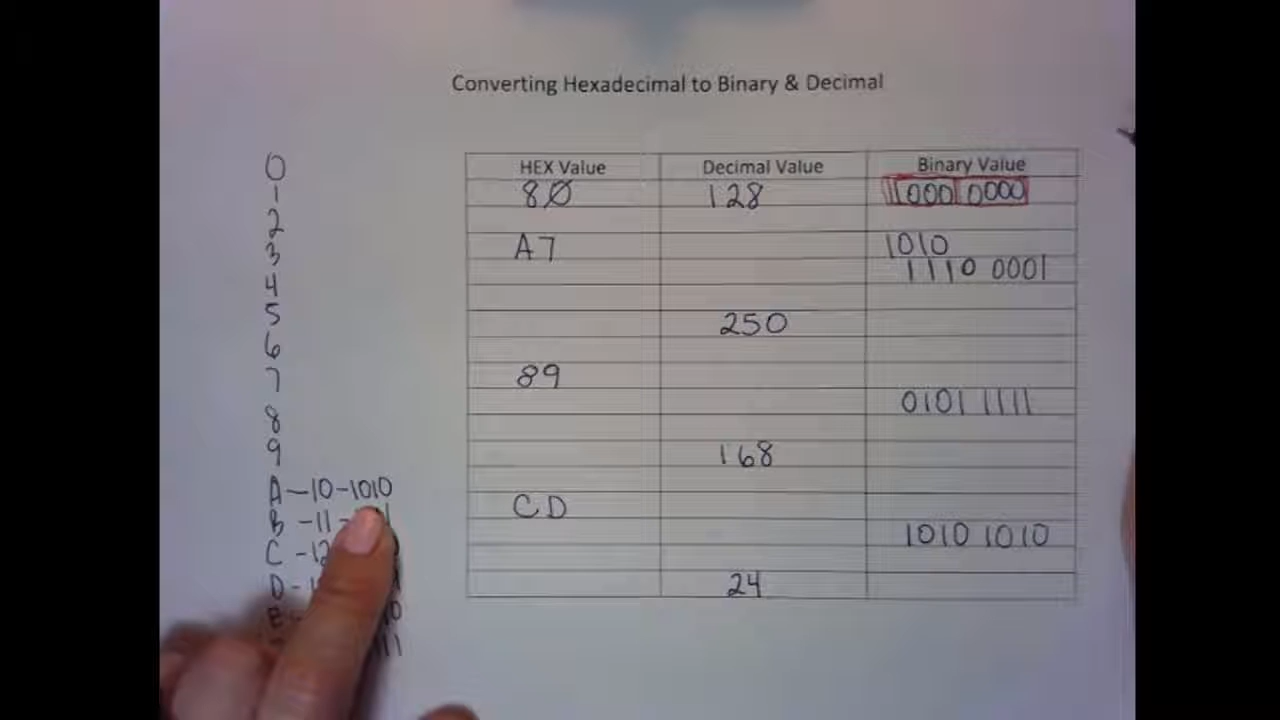 Converting Hexadecimal to Binary & Decimal
HEX Value Decimal Value Binary Value
80 128 1000 0000
A7 1010
1110 0001
250
89
0101 1111
168
CD
1010 1010
24
0
1
2
3
4
5
6
7
8
9
A-10-1010
B-11-
C-12
D-
E